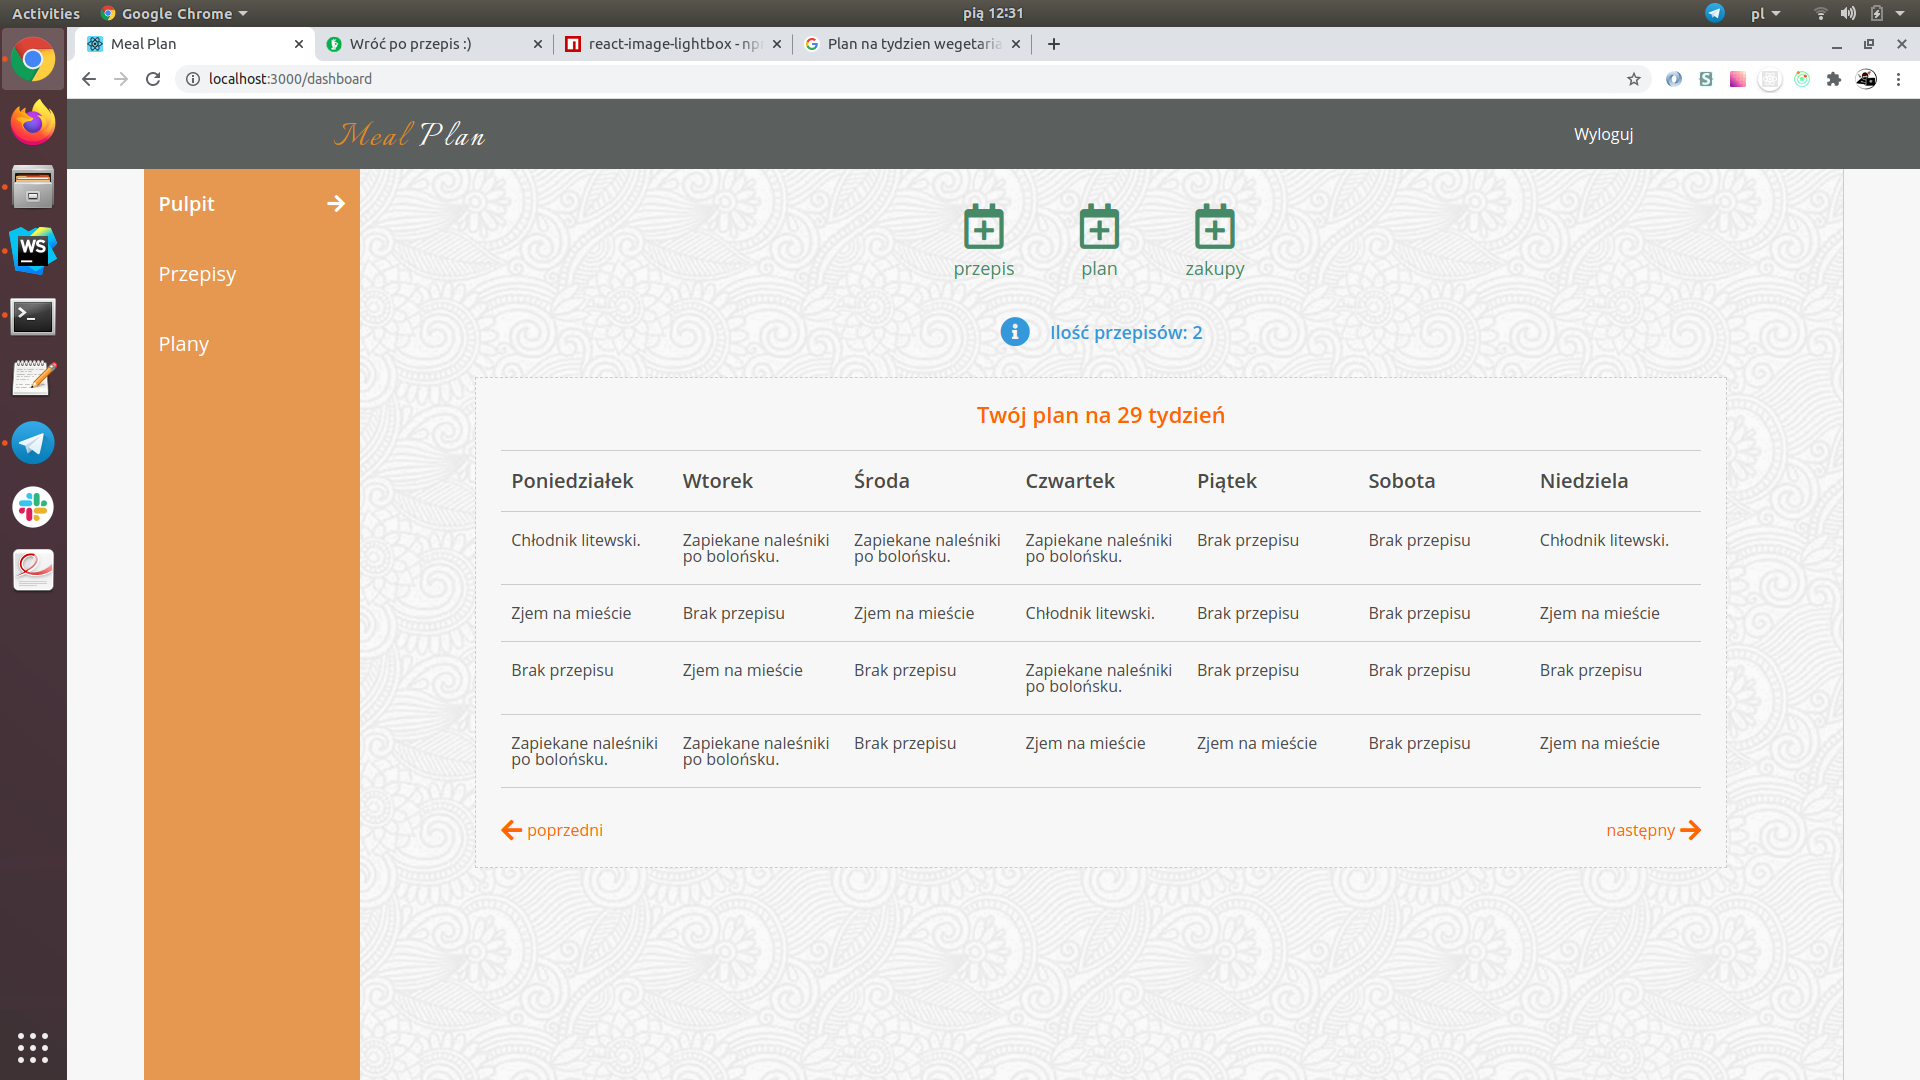 Activities Google Chrome pią 12:31 pl
Meal Plan Wróć po przepis :) react-image-lightbox - np Plan na tydzien wegetaria
localhost:3000/dashboard
Meal Plan Wyloguj
Pulpit
Przepisy
Plany
przepis plan zakupy
Ilość przepisów: 2
Twój plan na 29 tydzień
Poniedziałek Wtorek Środa Czwartek Piątek Sobota Niedziela
Chłodnik litewski. Zapiekane naleśniki Zapiekane naleśniki Zapiekane naleśniki Brak przepisu Brak przepisu Chłodnik litewski.
po bolońsku. po bolońsku. po bolońsku.
Zjem na mieście Brak przepisu Zjem na mieście Chłodnik litewski. Brak przepisu Brak przepisu Zjem na mieście
Brak przepisu Zjem na mieście Brak przepisu Zapiekane naleśniki Brak przepisu Brak przepisu Brak przepisu
po bolońsku.
Zapiekane naleśniki Zapiekane naleśniki Brak przepisu Zjem na mieście Zjem na mieście Brak przepisu Zjem na mieście
po bolońsku. po bolońsku.
poprzedni następny
WS